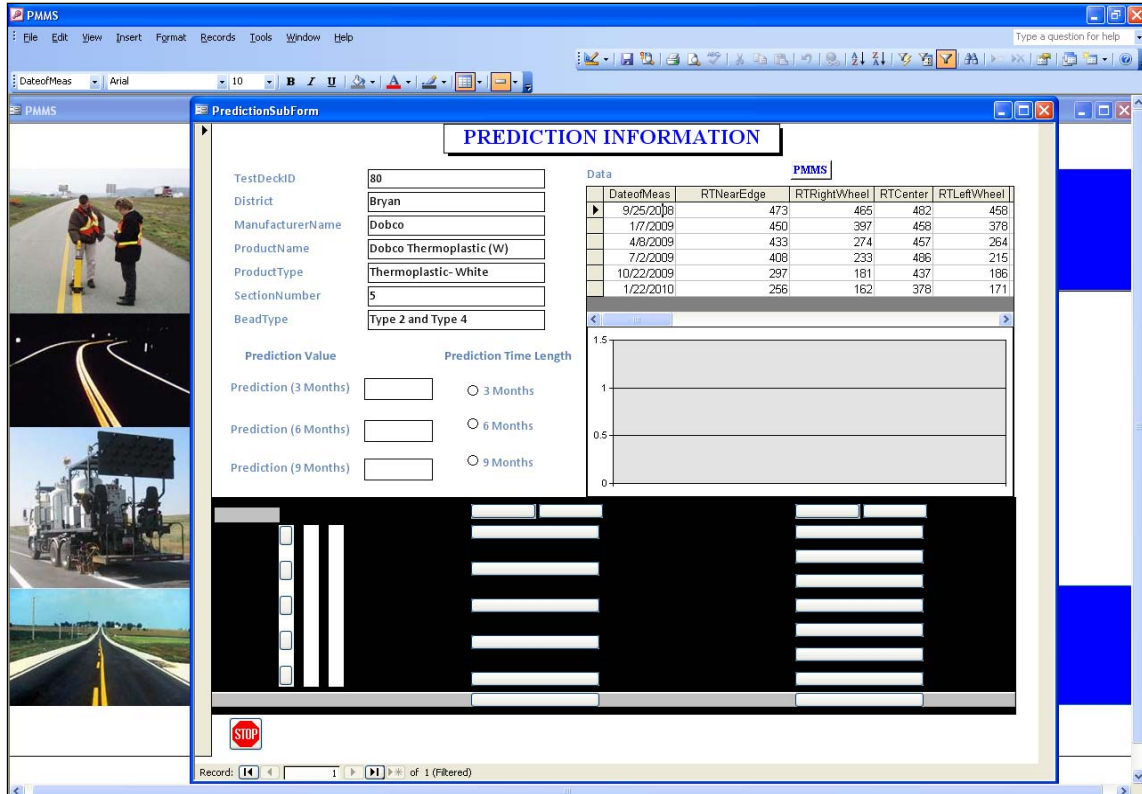 PMMS
File Edit View Insert Format Records Tools Window Help
Type a question for help
DateofMeas Arial 10 B I U A
PMMS
PredictionSubForm
PREDICTION INFORMATION
TestDeckID 80
District Bryan
ManufacturerName Dobco
ProductName Dobco Thermoplastic (W)
ProductType Thermoplastic- White
SectionNumber 5
BeadType Type 2 and Type 4
Data PMMS
DateofMeas RTNearEdge RTRightWheel RTCenter RTLeftWheel
9/25/2008 473 465 482 458
1/7/2009 450 397 458 378
4/8/2009 433 274 457 264
7/2/2009 408 233 486 215
10/22/2009 297 181 437 186
1/22/2010 256 162 378 171
Prediction Value Prediction Time Length
Prediction (3 Months) 3 Months
Prediction (6 Months) 6 Months
Prediction (9 Months) 9 Months
1.5
1
0.5
0
STOP
Record: 1 of 1 (Filtered)